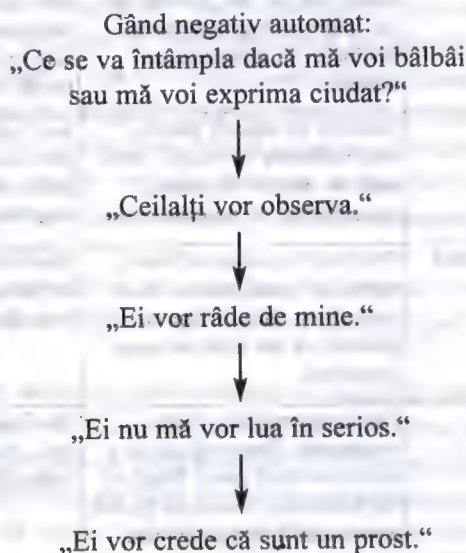 Gând negativ automat:
„Ce se va întâmpla dacă mă voi bâlbâi
sau mă voi exprima ciudat?“
„Ceilalți vor observa.“
„Ei vor râde de mine.“
„Ei nu mă vor lua în serios.“
„Ei vor crede că sunt un prost.“